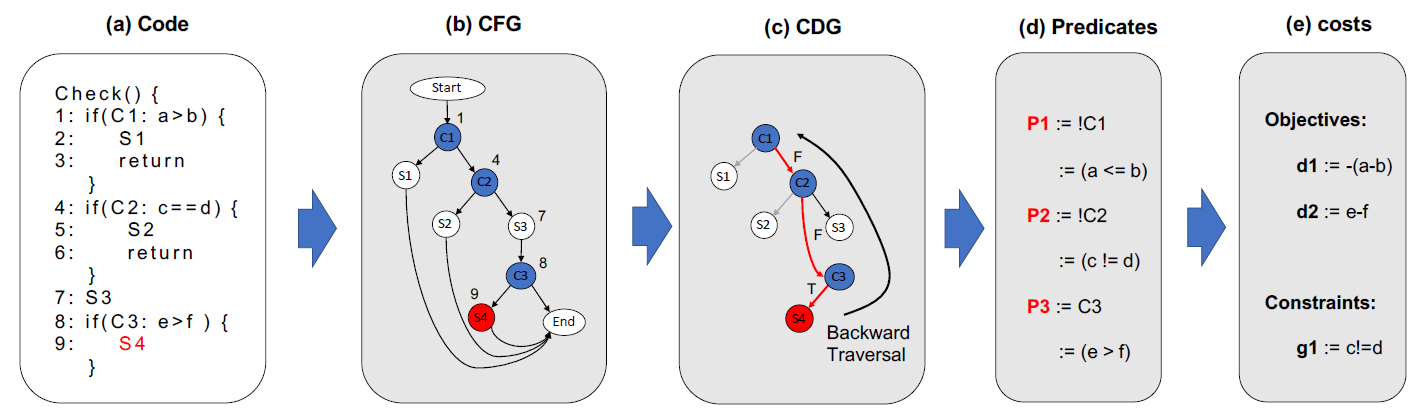 (a) Code
Check() {
1: if(C1: a>b) {
2: S1
3: return
}
4: if(C2: c==d) {
5: S2
6: return
}
7: S3
8: if(C3: e>f ) {
9: S4
}
(b) CFG
Start
1
C1
4
S1
C2
7
S2
S3
8
C3
9
S4
End
(c) CDG
C1
F
S1
C2
S2
S3
F
C3
T
S4
Backward
Traversal
(d) Predicates
P1 := !C1
:= (a <= b)
P2 := !C2
:= (c != d)
P3 := C3
:= (e > f)
(e) costs
Objectives:
d1 := -(a-b)
d2 := e-f
Constraints:
g1 := c!=d